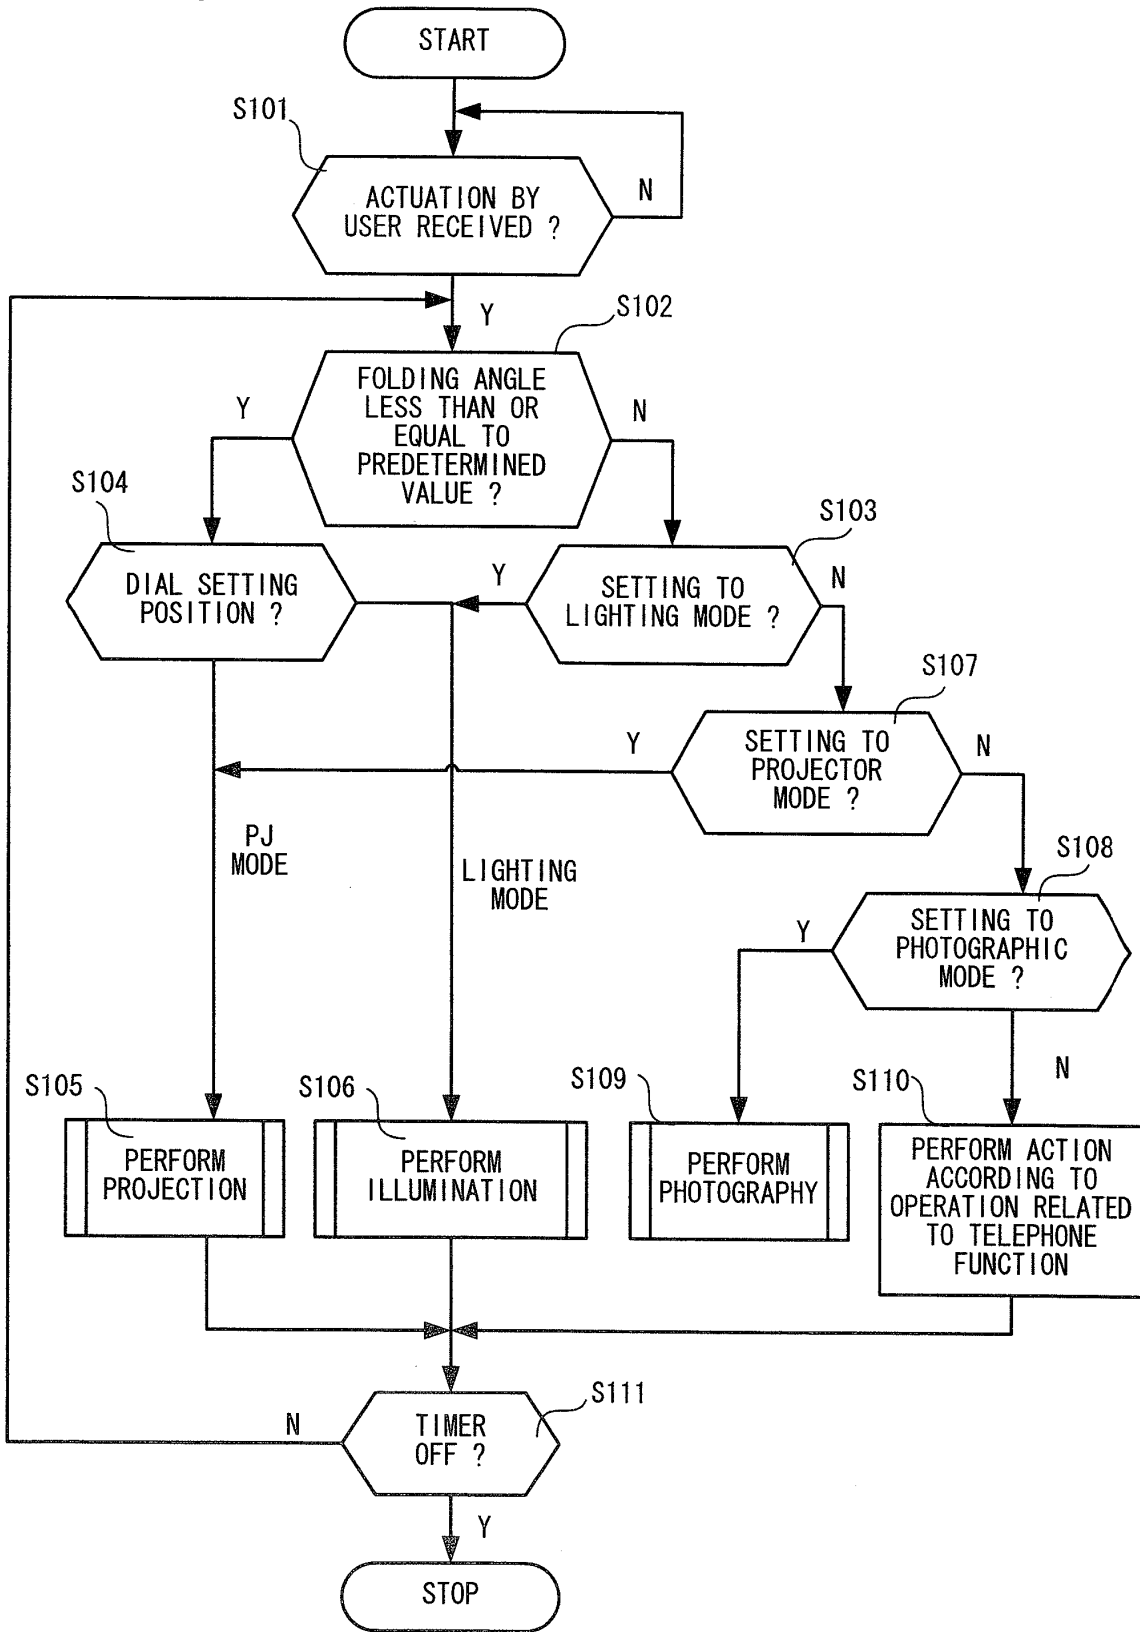 START
S101
ACTUATION BY
USER RECEIVED ?
N
Y
S102
FOLDING ANGLE
LESS THAN OR
EQUAL TO
PREDETERMINED
VALUE ?
Y
N
S104
DIAL SETTING
POSITION ?
S103
SETTING TO
LIGHTING MODE ?
Y
N
S107
SETTING TO
PROJECTOR
MODE ?
Y
N
PJ
MODE
LIGHTING
MODE
S108
SETTING TO
PHOTOGRAPHIC
MODE ?
Y
N
S105
PERFORM
PROJECTION
S106
PERFORM
ILLUMINATION
S109
PERFORM
PHOTOGRAPHY
S110
PERFORM ACTION
ACCORDING TO
OPERATION RELATED
TO TELEPHONE
FUNCTION
S111
TIMER
OFF ?
N
Y
STOP